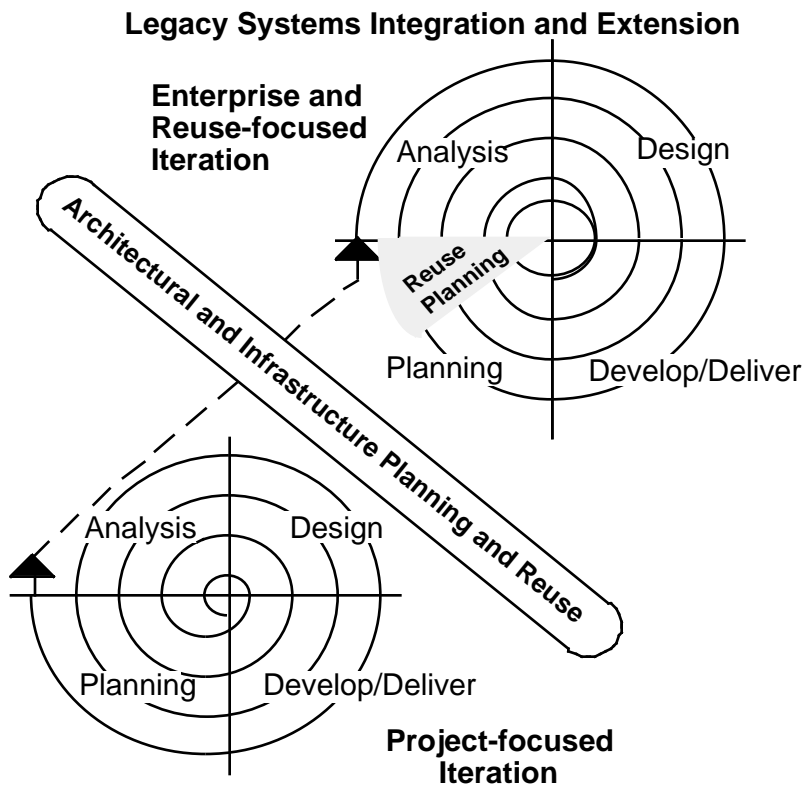 Legacy Systems Integration and Extension
Enterprise and
Reuse-focused
Iteration
Analysis
Design
Reuse
Planning
Planning
Develop/Deliver
Architectural and Infrastructure Planning and Reuse
Analysis
Design
Planning
Develop/Deliver
Project-focused
Iteration